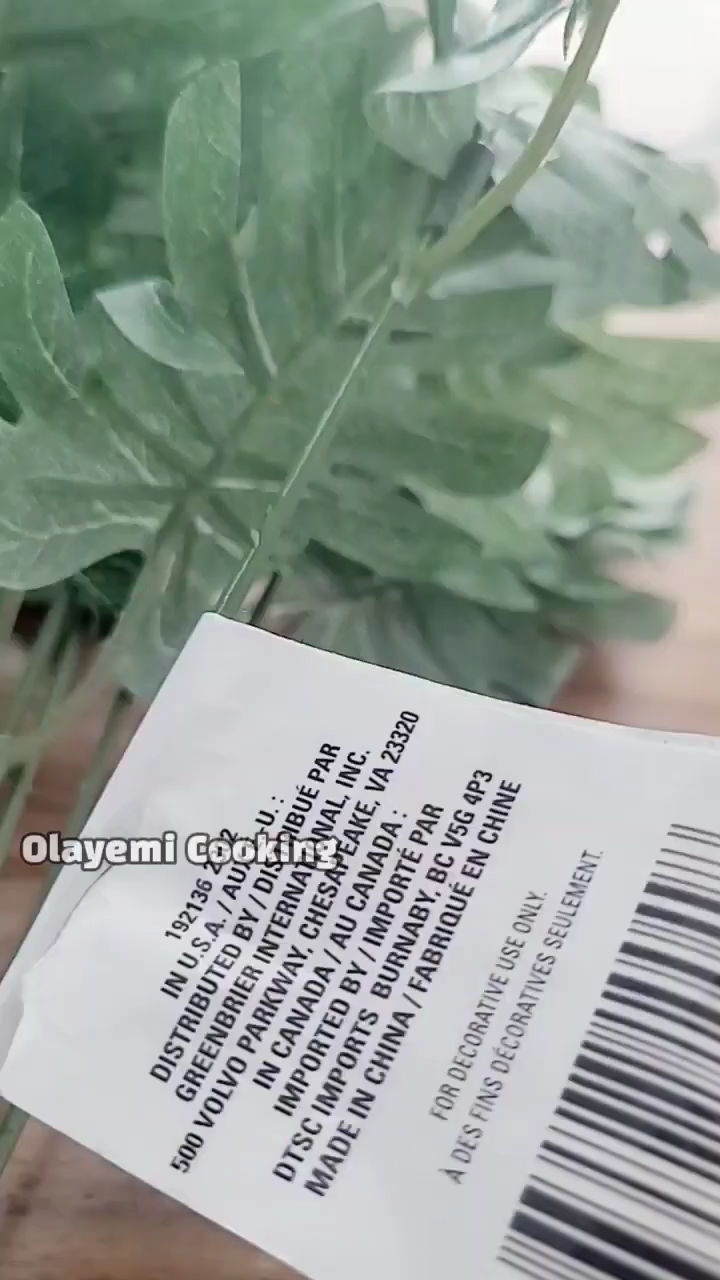 192136 2302
IN U.S.A. / AUX É.-U. :
DISTRIBUTED BY / DISTRIBUÉ PAR
GREENBRIER INTERNATIONAL, INC.
500 VOLVO PARKWAY, CHESAPEAKE, VA 23320
IN CANADA / AU CANADA :
IMPORTED BY / IMPORTÉ PAR
DTSC IMPORTS BURNABY, BC V5G 4P3
MADE IN CHINA / FABRIQUÉ EN CHINE
FOR DECORATIVE USE ONLY.
À DES FINS DÉCORATIVES SEULEMENT.
Olayemi Cooking